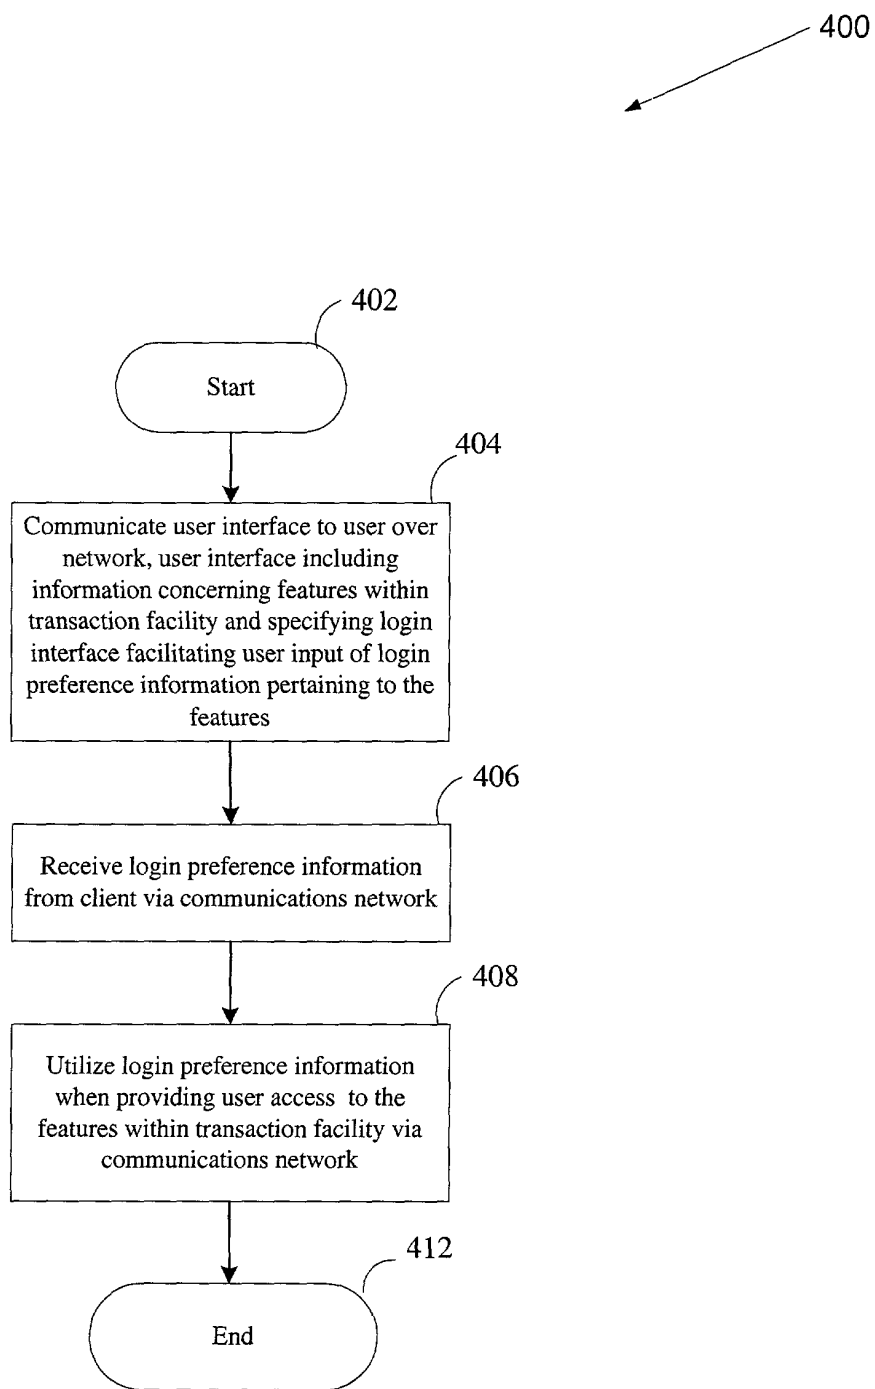 400
402
Start
404
Communicate user interface to user over
network, user interface including
information concerning features within
transaction facility and specifying login
interface facilitating user input of login
preference information pertaining to the
features
406
Receive login preference information
from client via communications network
408
Utilize login preference information
when providing user access to the
features within transaction facility via
communications network
412
End